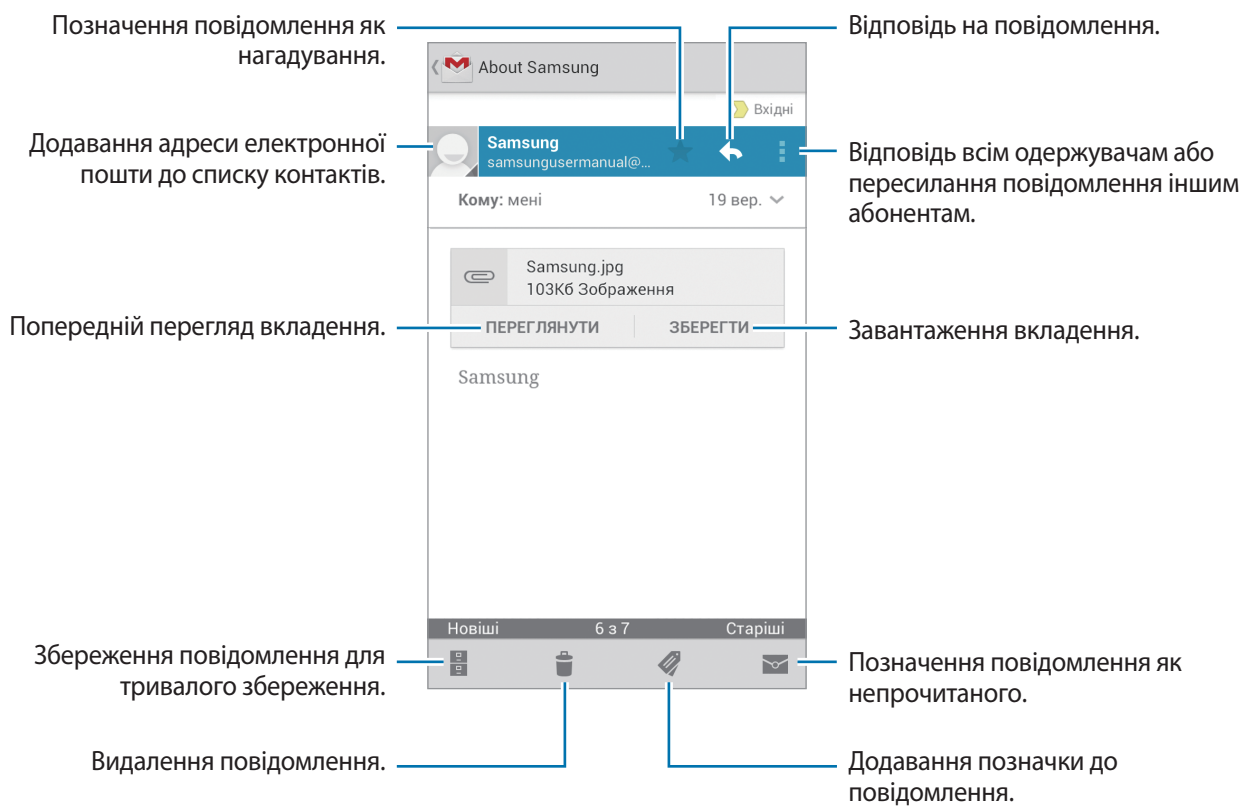 Позначення повідомлення як
нагадування.
Відповідь на повідомлення.
About Samsung
Вхідні
Додавання адреси електронної
пошти до списку контактів.
Samsung
samsungusermanual@...
Відповідь всім одержувачам або
пересилання повідомлення іншим
абонентам.
Кому: мені 19 вер.
Samsung.jpg
103Кб Зображення
Попередній перегляд вкладення.
ПЕРЕГЛЯНУТИ ЗБЕРЕГТИ
Завантаження вкладення.
Samsung
Новіші 6 з 7 Старіші
Збереження повідомлення для
тривалого збереження.
Позначення повідомлення як
непрочитаного.
Видалення повідомлення.
Додавання позначки до
повідомлення.